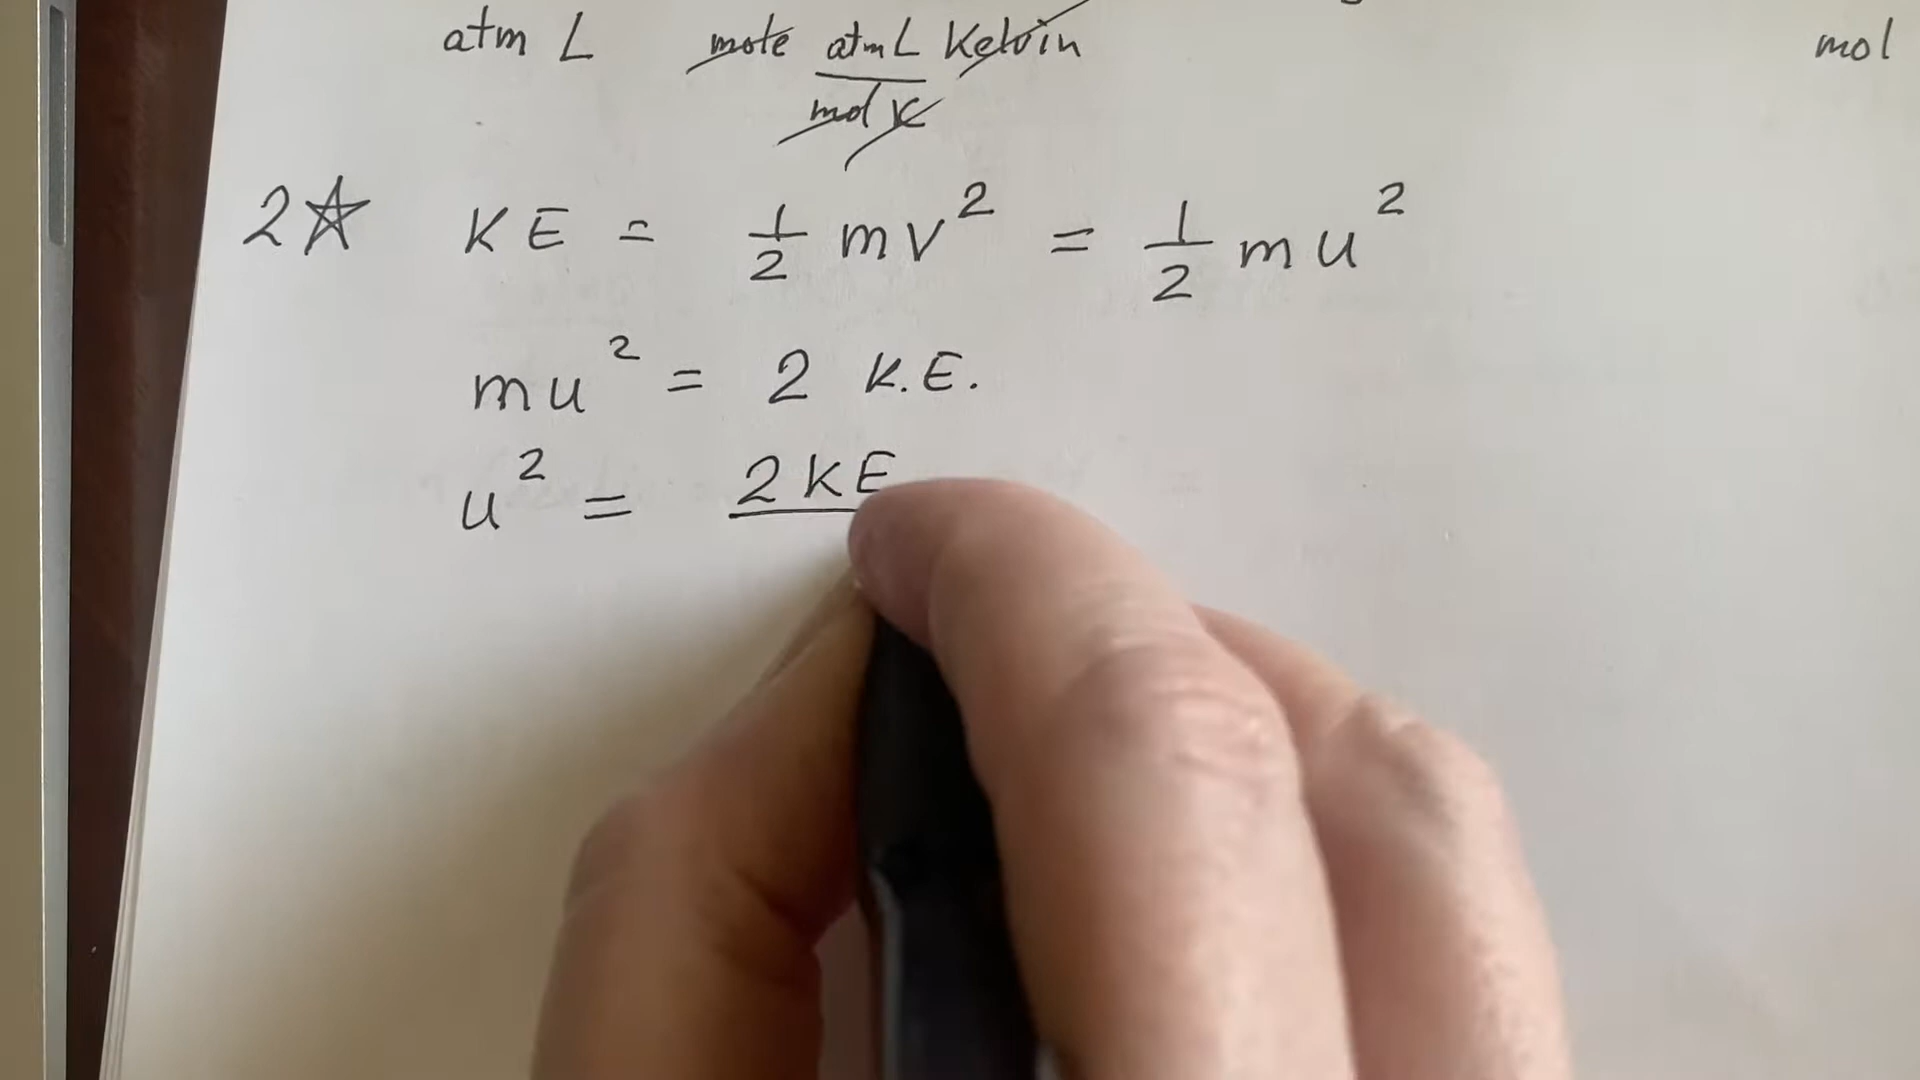 atm L mole atm L Kelvin mol
mol K
2☆ KE = 1/2 mv² = 1/2 mu²
mu² = 2 K.E.
u² = 2KE